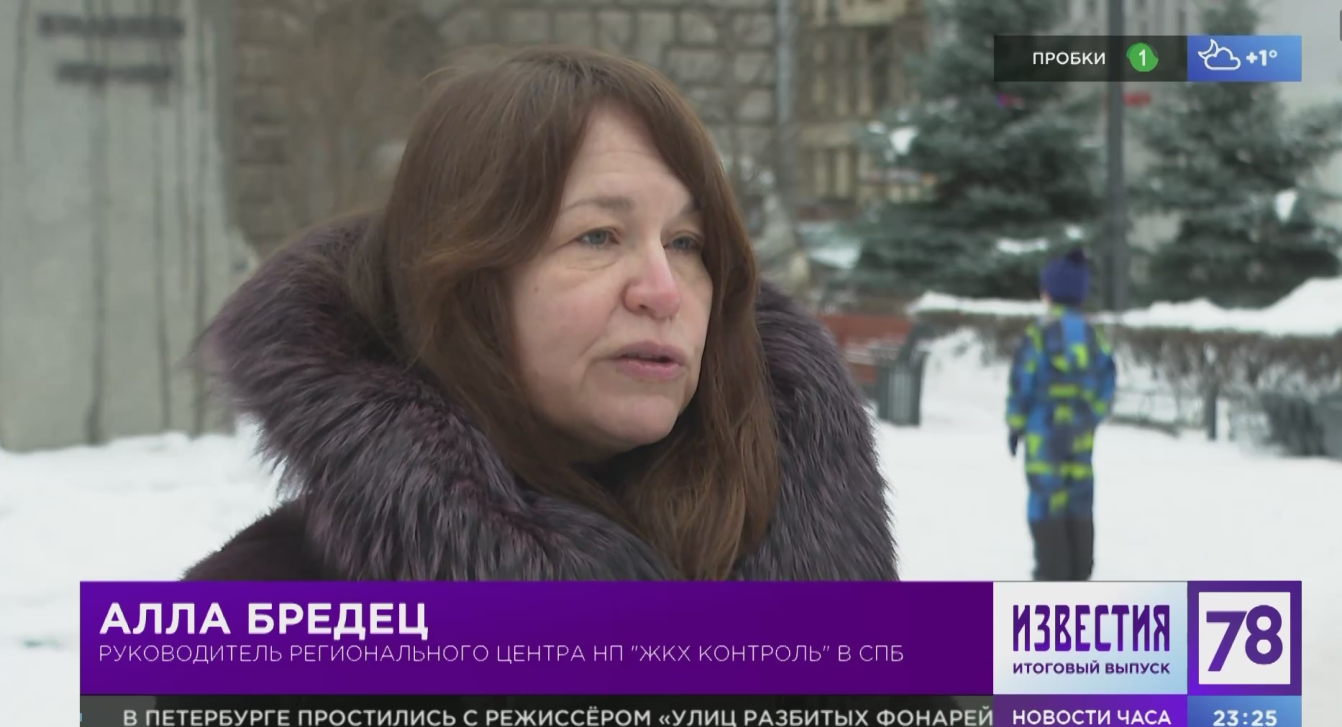 ПРОБКИ 1 +1°
АЛЛА БРЕДЕЦ
РУКОВОДИТЕЛЬ РЕГИОНАЛЬНОГО ЦЕНТРА НП "ЖКХ КОНТРОЛЬ" В СПБ
ИЗВЕСТИЯ
ИТОГОВЫЙ ВЫПУСК
78
В ПЕТЕРБУРГЕ ПРОСТИЛИСЬ С РЕЖИССЁРОМ «УЛИЦ РАЗБИТЫХ ФОНАРЕЙ
НОВОСТИ ЧАСА
23:25